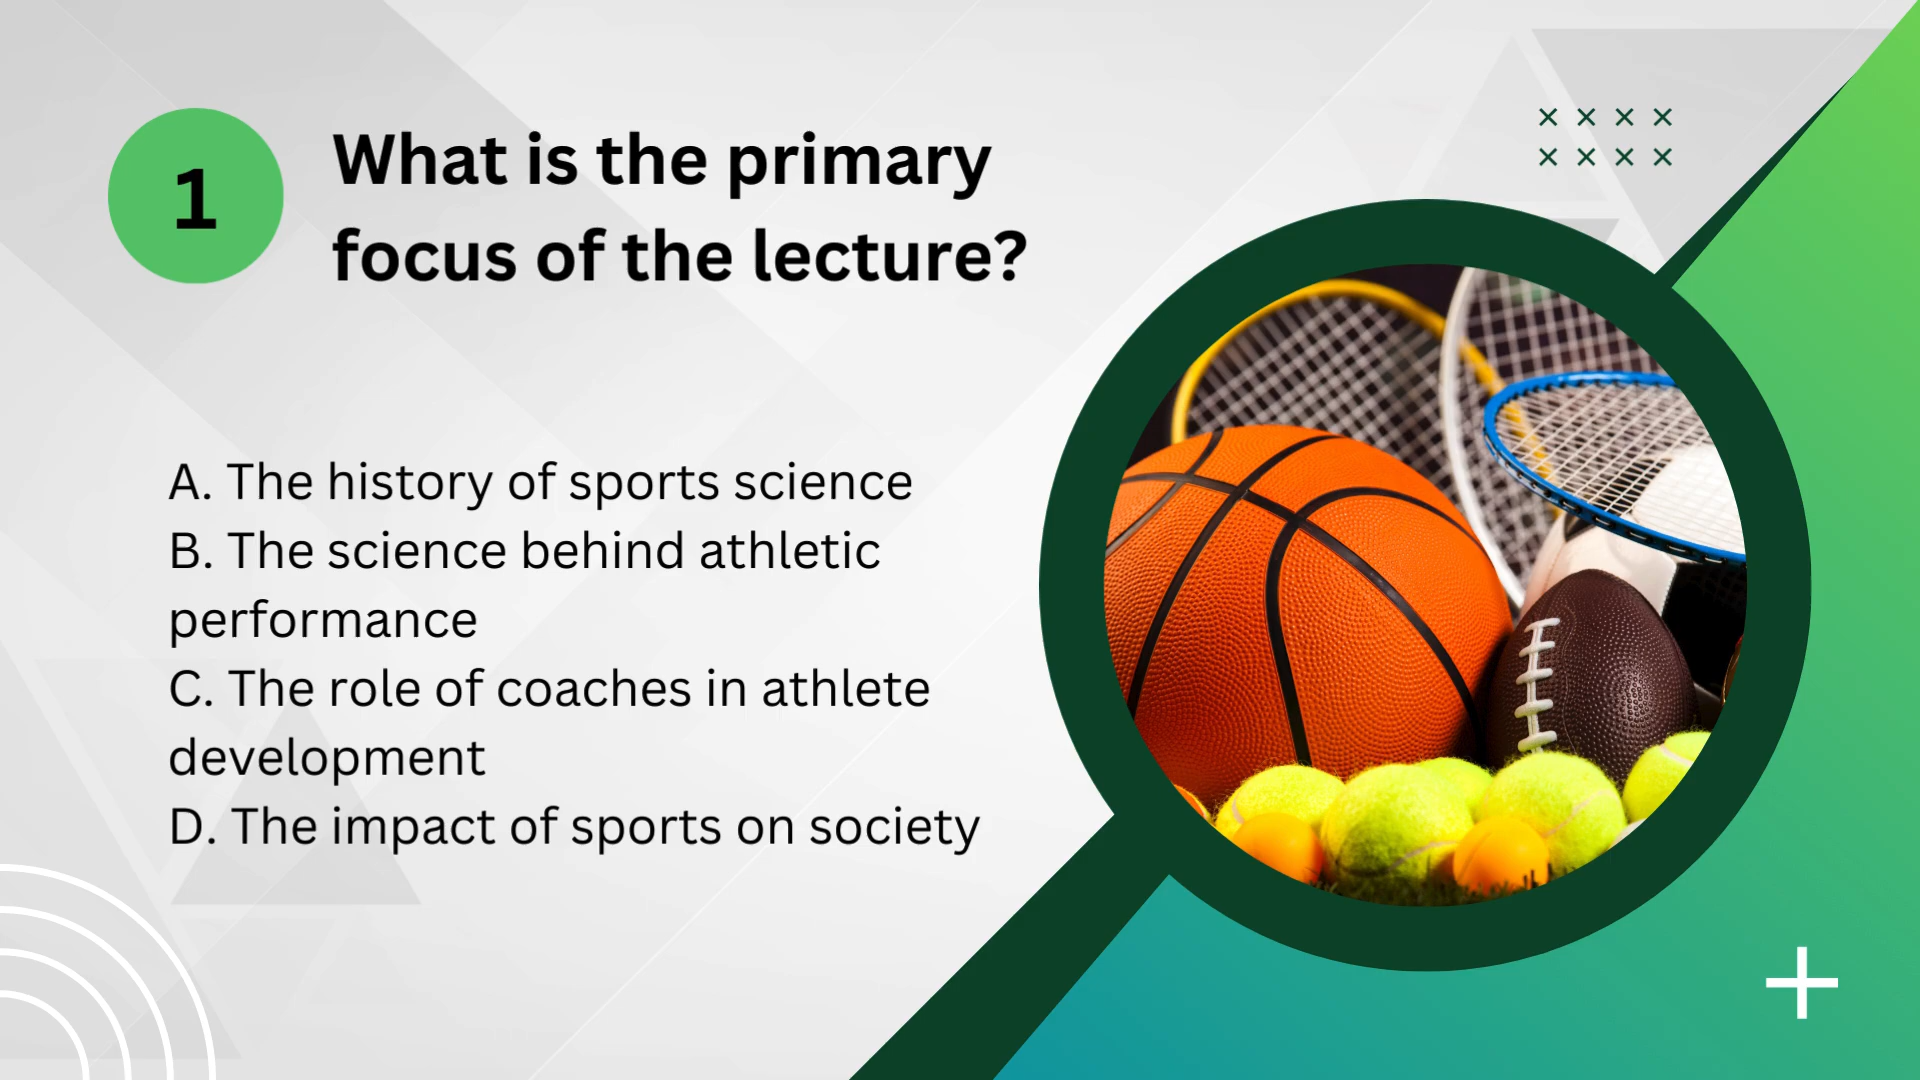 1
What is the primary
focus of the lecture?
A. The history of sports science
B. The science behind athletic
performance
C. The role of coaches in athlete
development
D. The impact of sports on society